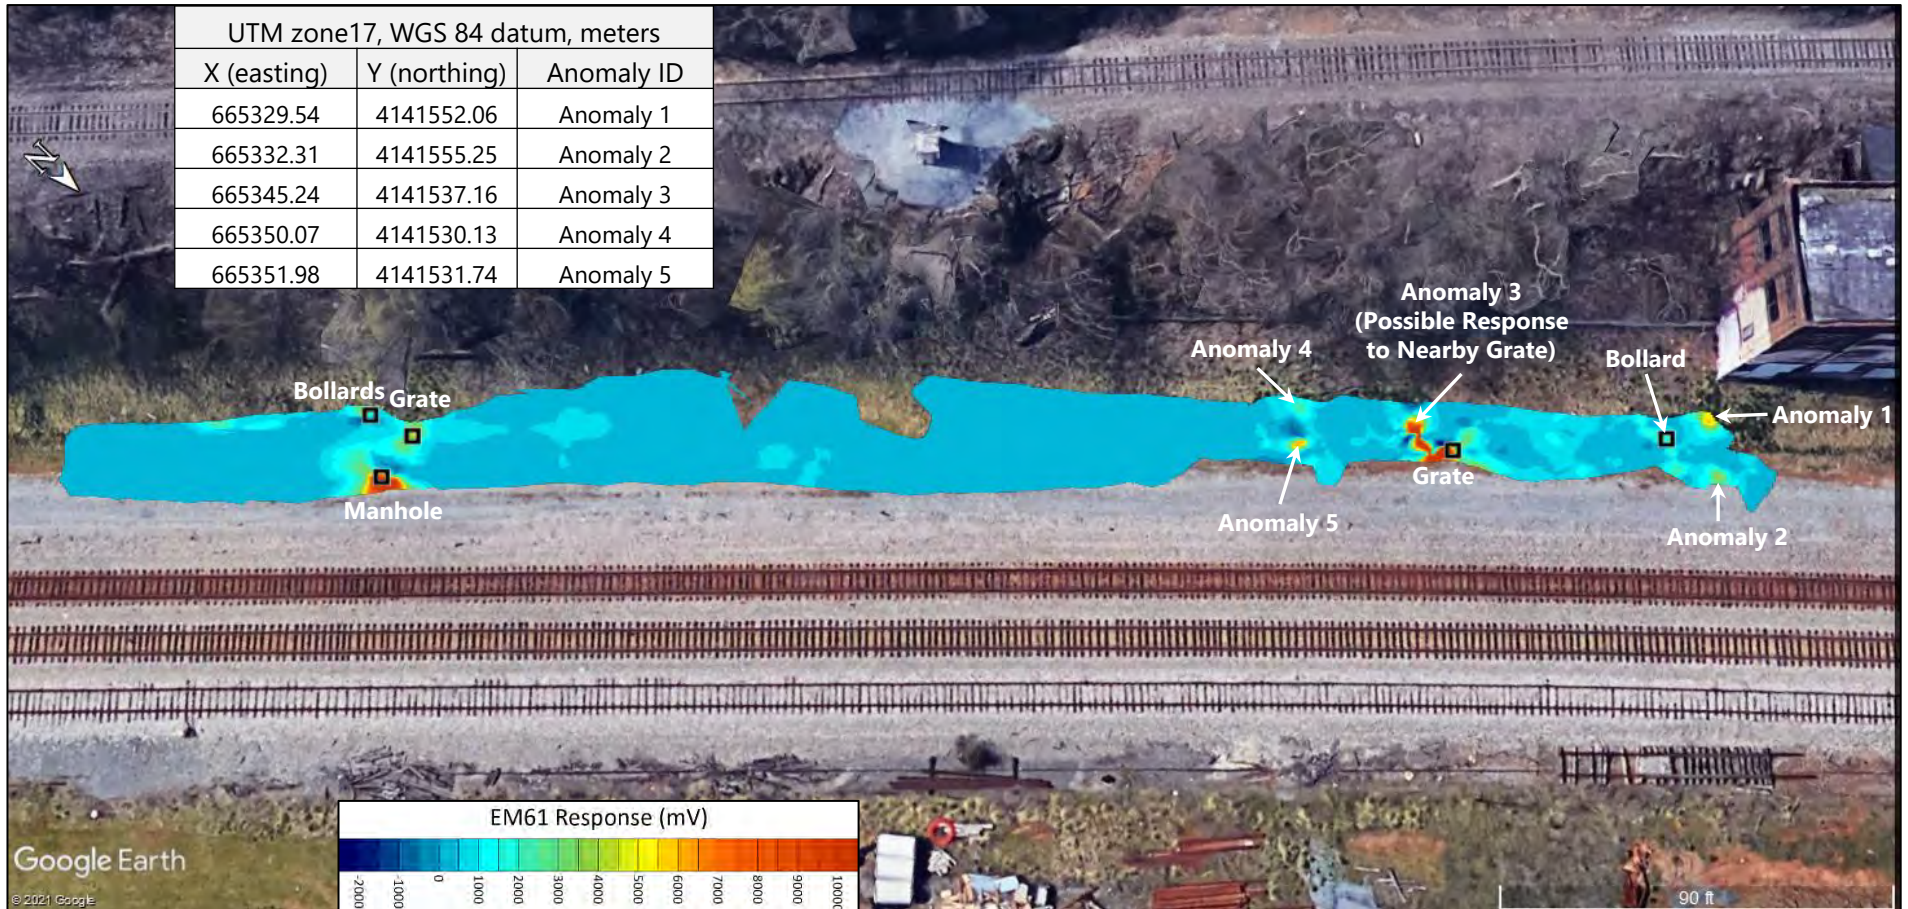 UTM zone17, WGS 84 datum, meters
X (easting) Y (northing) Anomaly ID
665329.54 4141552.06 Anomaly 1
665332.31 4141555.25 Anomaly 2
665345.24 4141537.16 Anomaly 3
665350.07 4141530.13 Anomaly 4
665351.98 4141531.74 Anomaly 5
N
Anomaly 3
(Possible Response
to Nearby Grate)
Anomaly 4
Bollard
Bollards
Grate
Anomaly 1
Grate
Manhole
Anomaly 5
Anomaly 2
EM61 Response (mV)
-2000 -1000 0 1000 2000 3000 4000 5000 6000 7000 8000 9000 10000
Google Earth
© 2021 Google
90 ft